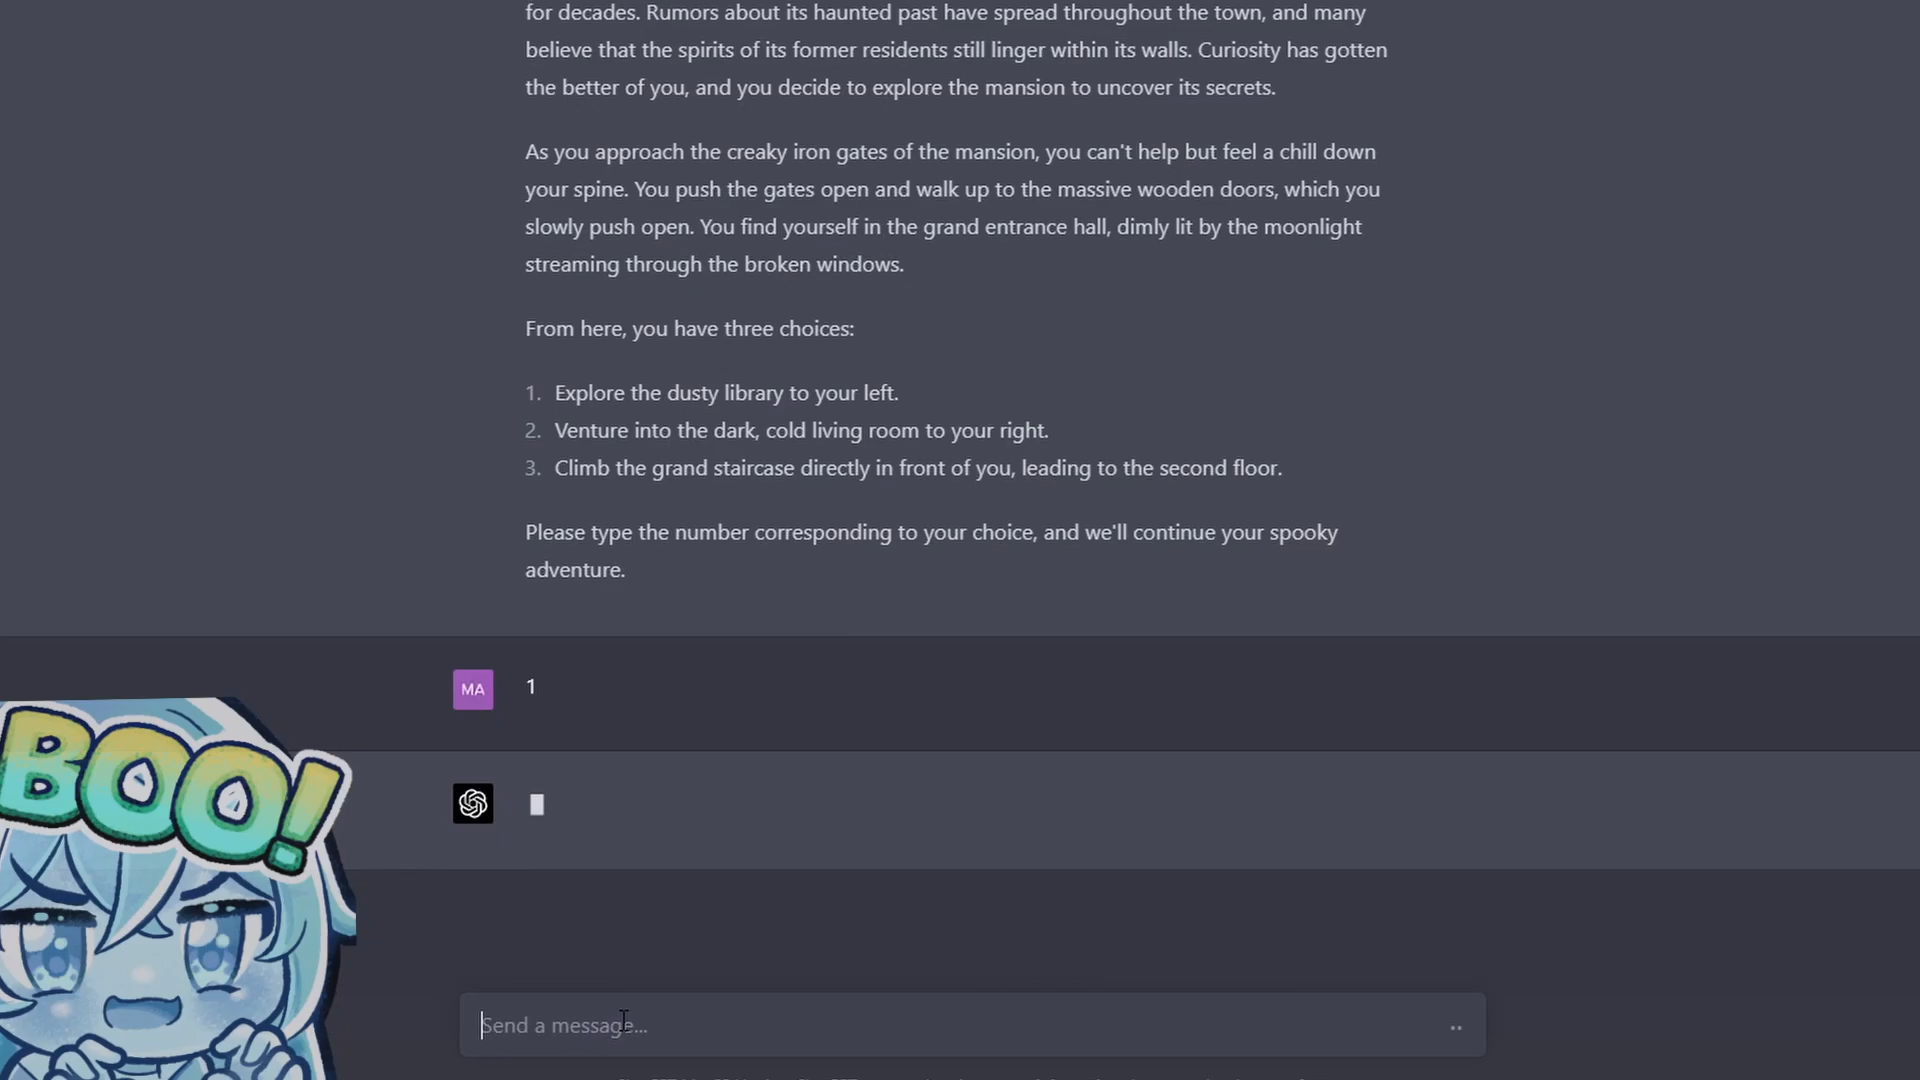 for decades. Rumors about its haunted past have spread throughout the town, and many
believe that the spirits of its former residents still linger within its walls. Curiosity has gotten
the better of you, and you decide to explore the mansion to uncover its secrets.
As you approach the creaky iron gates of the mansion, you can't help but feel a chill down
your spine. You push the gates open and walk up to the massive wooden doors, which you
slowly push open. You find yourself in the grand entrance hall, dimly lit by the moonlight
streaming through the broken windows.
From here, you have three choices:
1. Explore the dusty library to your left.
2. Venture into the dark, cold living room to your right.
3. Climb the grand staircase directly in front of you, leading to the second floor.
Please type the number corresponding to your choice, and we'll continue your spooky
adventure.
MA 1
BOO!
Send a message...